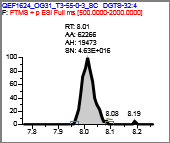 QEF1624_OG31_T3-55-0-3_SC DGT8-32:4
F: FTMS + p ESI Full ms [500.0000-2000.0000]
RT: 8.01
AA: 62266
AH: 19473
SN: 4.63E+016
100
80
60
40
20
0
8.08
8.19
7.8 7.9 8.0 8.1 8.2